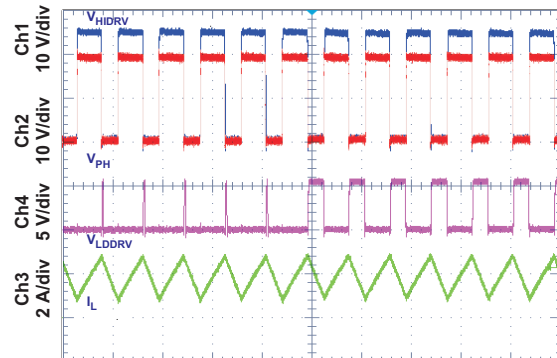 Ch1
10 V/div
V_HIDRV
Ch2
10 V/div
V_PH
Ch4
5 V/div
V_LDDRV
Ch3
2 A/div
I_L